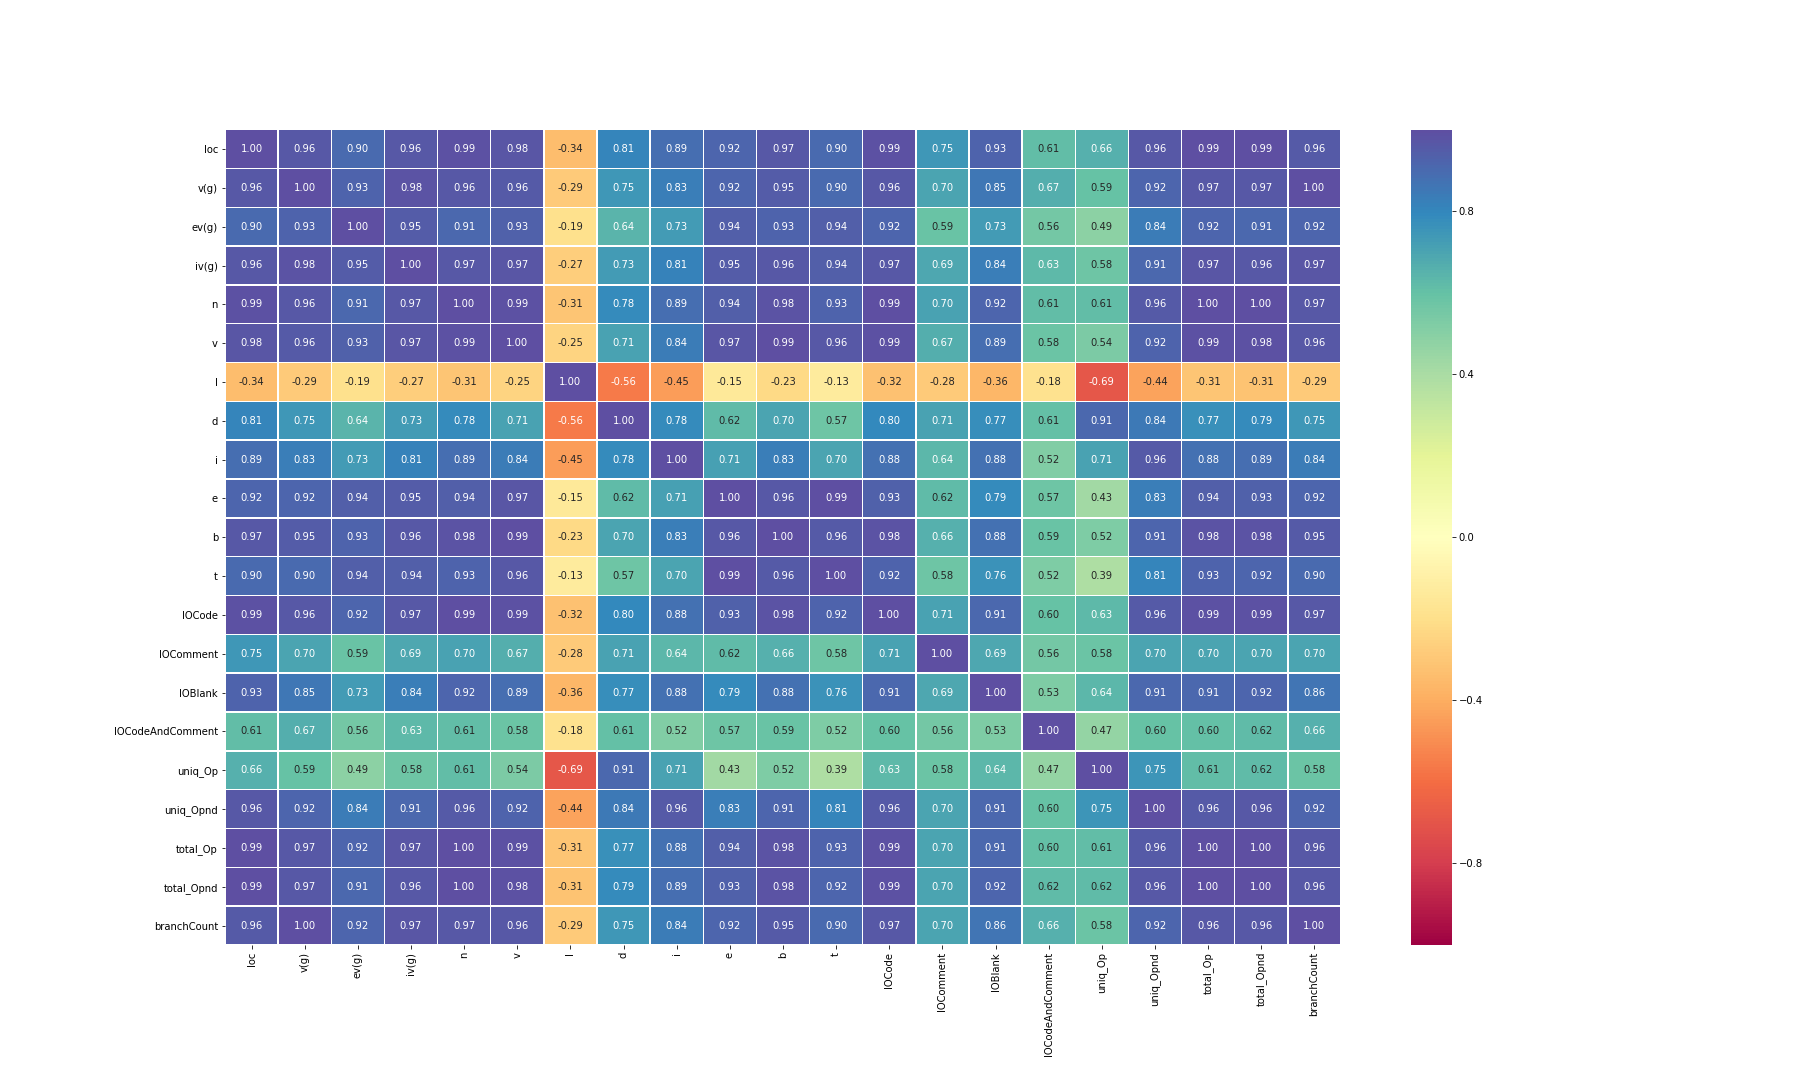 loc 1.00 0.96 0.90 0.96 0.99 0.98 -0.34 0.81 0.89 0.92 0.97 0.90 0.99 0.75 0.93 0.61 0.66 0.96 0.99 0.99 0.96
v(g) 0.96 1.00 0.93 0.98 0.96 0.96 -0.29 0.75 0.83 0.92 0.95 0.90 0.96 0.70 0.85 0.67 0.59 0.92 0.97 0.97 1.00
ev(g) 0.90 0.93 1.00 0.95 0.91 0.93 -0.19 0.64 0.73 0.94 0.93 0.94 0.92 0.59 0.73 0.56 0.49 0.84 0.92 0.91 0.92
iv(g) 0.96 0.98 0.95 1.00 0.97 0.97 -0.27 0.73 0.81 0.95 0.96 0.94 0.97 0.69 0.84 0.63 0.58 0.91 0.97 0.96 0.97
n 0.99 0.96 0.91 0.97 1.00 0.99 -0.31 0.78 0.89 0.94 0.98 0.93 0.99 0.70 0.92 0.61 0.61 0.96 1.00 1.00 0.97
v 0.98 0.96 0.93 0.97 0.99 1.00 -0.25 0.71 0.84 0.97 0.99 0.96 0.99 0.67 0.89 0.58 0.54 0.92 0.99 0.98 0.96
l -0.34 -0.29 -0.19 -0.27 -0.31 -0.25 1.00 -0.56 -0.45 -0.15 -0.23 -0.13 -0.32 -0.28 -0.36 -0.18 -0.69 -0.44 -0.31 -0.31 -0.29
d 0.81 0.75 0.64 0.73 0.78 0.71 -0.56 1.00 0.78 0.62 0.70 0.57 0.80 0.71 0.77 0.61 0.91 0.84 0.77 0.79 0.75
i 0.89 0.83 0.73 0.81 0.89 0.84 -0.45 0.78 1.00 0.71 0.83 0.70 0.88 0.64 0.88 0.52 0.71 0.96 0.88 0.89 0.84
e 0.92 0.92 0.94 0.95 0.94 0.97 -0.15 0.62 0.71 1.00 0.96 0.99 0.93 0.62 0.79 0.57 0.43 0.83 0.94 0.93 0.92
b 0.97 0.95 0.93 0.96 0.98 0.99 -0.23 0.70 0.83 0.96 1.00 0.96 0.98 0.66 0.88 0.59 0.52 0.91 0.98 0.98 0.95
t 0.90 0.90 0.94 0.94 0.93 0.96 -0.13 0.57 0.70 0.99 0.96 1.00 0.92 0.58 0.76 0.52 0.39 0.81 0.93 0.92 0.90
lOCode 0.99 0.96 0.92 0.97 0.99 0.99 -0.32 0.80 0.88 0.93 0.98 0.92 1.00 0.71 0.91 0.60 0.63 0.96 0.99 0.99 0.97
lOComment 0.75 0.70 0.59 0.69 0.70 0.67 -0.28 0.71 0.64 0.62 0.66 0.58 0.71 1.00 0.69 0.56 0.58 0.70 0.70 0.70 0.70
lOBlank 0.93 0.85 0.73 0.84 0.92 0.89 -0.36 0.77 0.88 0.79 0.88 0.76 0.91 0.69 1.00 0.53 0.64 0.91 0.91 0.92 0.86
lOCodeAndComment 0.61 0.67 0.56 0.63 0.61 0.58 -0.18 0.61 0.52 0.57 0.59 0.52 0.60 0.56 0.53 1.00 0.47 0.60 0.60 0.62 0.66
uniq_Op 0.66 0.59 0.49 0.58 0.61 0.54 -0.69 0.91 0.71 0.43 0.52 0.39 0.63 0.58 0.64 0.47 1.00 0.75 0.61 0.62 0.58
uniq_Opnd 0.96 0.92 0.84 0.91 0.96 0.92 -0.44 0.84 0.96 0.83 0.91 0.81 0.96 0.70 0.91 0.60 0.75 1.00 0.96 0.96 0.92
total_Op 0.99 0.97 0.92 0.97 1.00 0.99 -0.31 0.77 0.88 0.94 0.98 0.93 0.99 0.70 0.91 0.60 0.61 0.96 1.00 1.00 0.96
total_Opnd 0.99 0.97 0.91 0.96 1.00 0.98 -0.31 0.79 0.89 0.93 0.98 0.92 0.99 0.70 0.92 0.62 0.62 0.96 1.00 1.00 0.96
branchCount 0.96 1.00 0.92 0.97 0.97 0.96 -0.29 0.75 0.84 0.92 0.95 0.90 0.97 0.70 0.86 0.66 0.58 0.92 0.96 0.96 1.00
loc v(g) ev(g) iv(g) n v l d i e b t lOCode lOComment lOBlank lOCodeAndComment uniq_Op uniq_Opnd total_Op total_Opnd branchCount
0.8
0.4
0.0
−0.4
−0.8